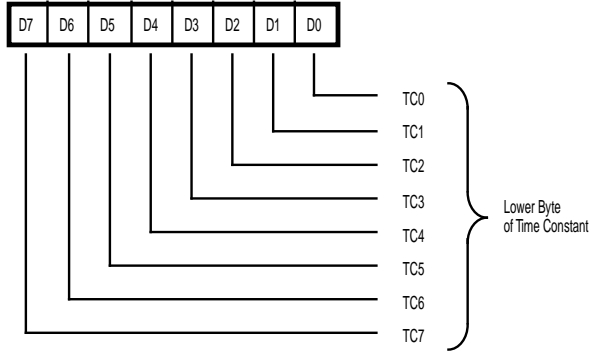 D7 D6 D5 D4 D3 D2 D1 D0
TC0
TC1
TC2
TC3
TC4
TC5
TC6
TC7
Lower Byte
of Time Constant